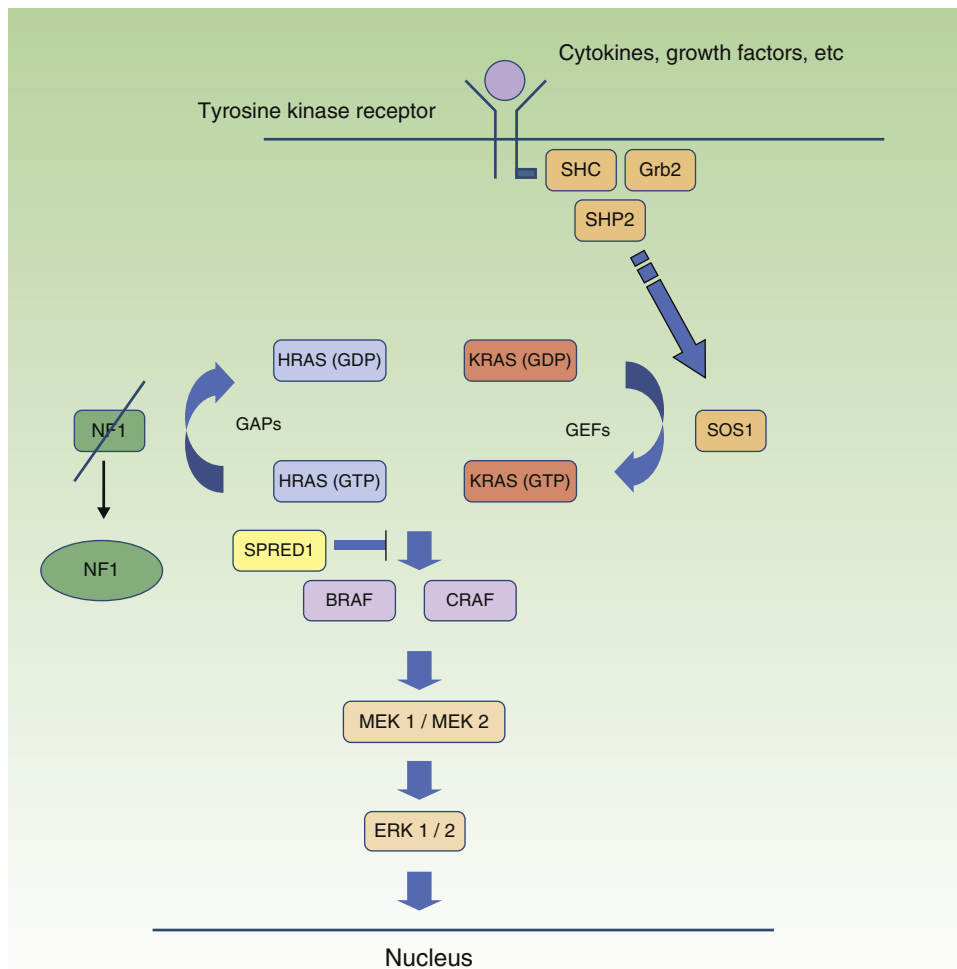 Cytokines, growth factors, etc
Tyrosine kinase receptor
SHC
Grb2
SHP2
HRAS (GDP)
KRAS (GDP)
NF1
GAPs
GEFs
SOS1
HRAS (GTP)
KRAS (GTP)
SPRED1
NF1
BRAF
CRAF
MEK 1 / MEK 2
ERK 1 / 2
Nucleus